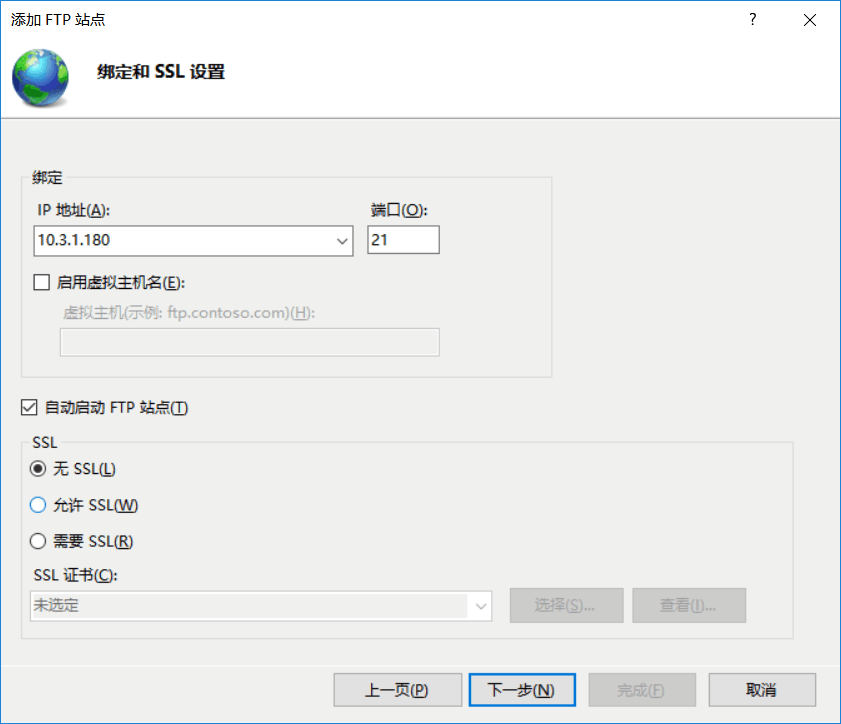 添加 FTP 站点
?
绑定和 SSL 设置
绑定
IP 地址(A):
端口(O):
10.3.1.180
21
启用虚拟主机名(E):
虚拟主机(示例: ftp.contoso.com)(H):
自动启动 FTP 站点(T)
SSL
无 SSL(L)
允许 SSL(W)
需要 SSL(R)
SSL 证书(C):
未选定
选择(S)...
查看(I)...
上一页(P)
下一步(N)
完成(F)
取消